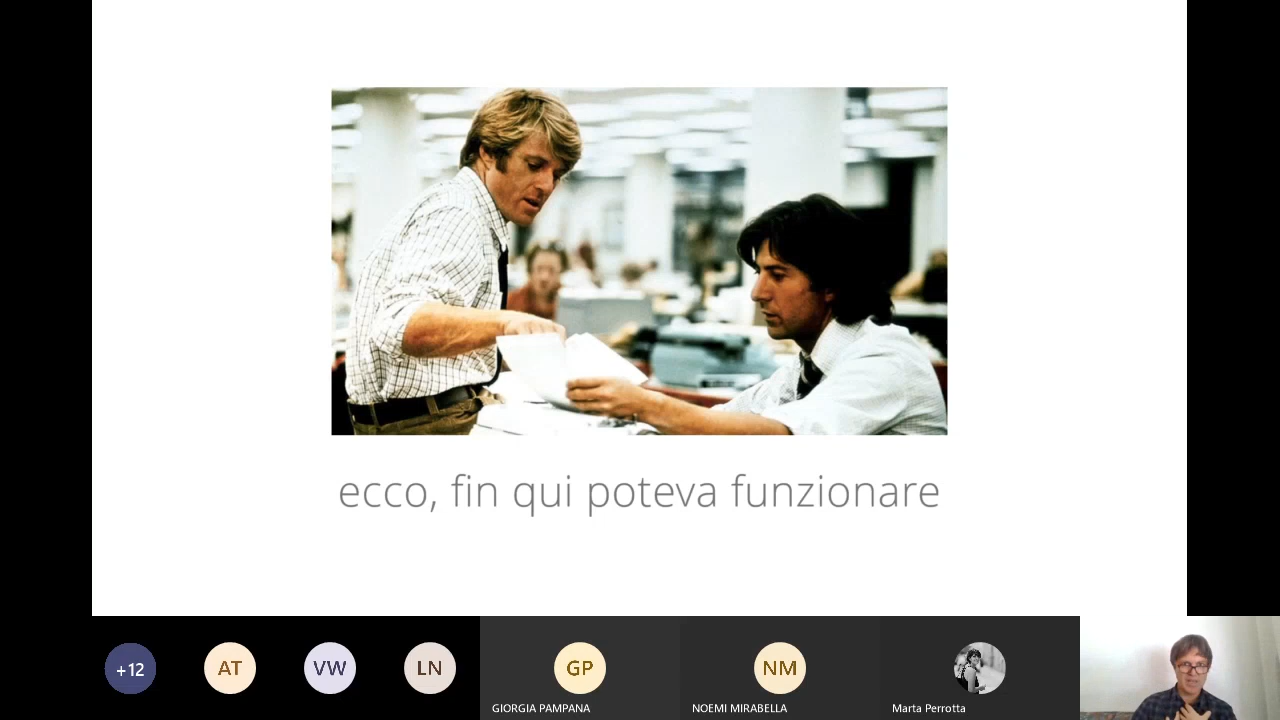 ecco, fin qui poteva funzionare
+12
AT
VW
LN
GP
NM
GIORGIA PAMPANA
NOEMI MIRABELLA
Marta Perrotta